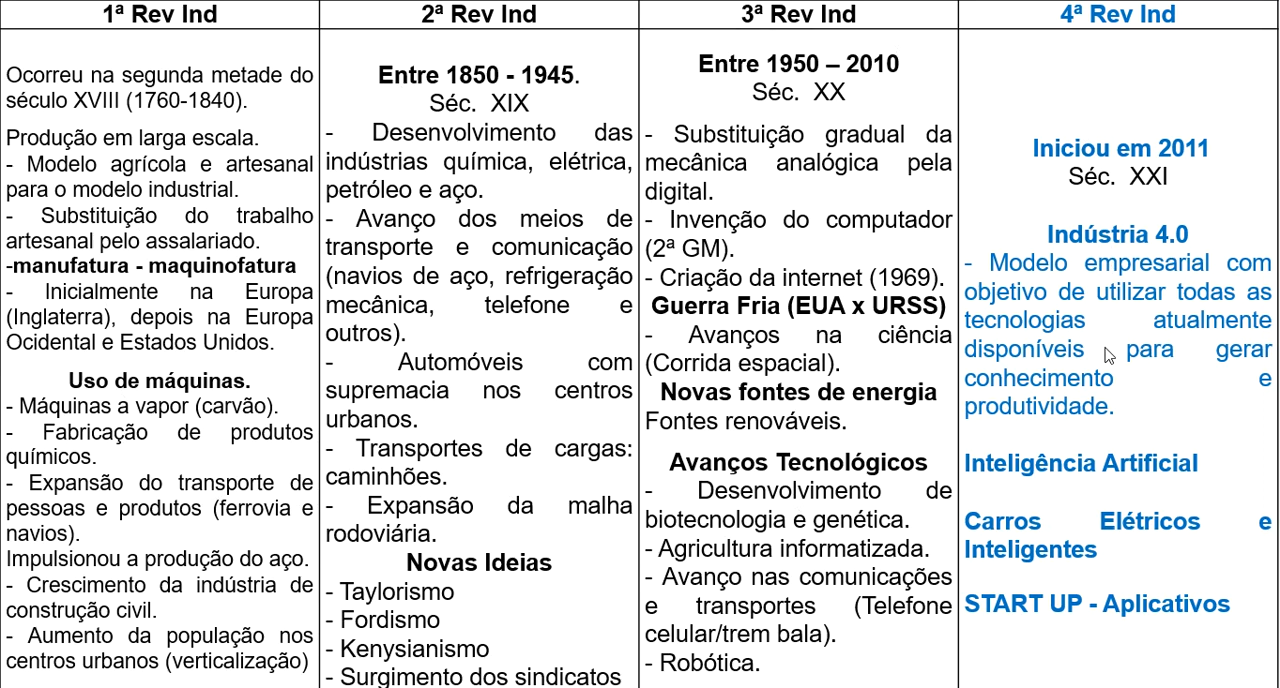 1ª Rev Ind
2ª Rev Ind
3ª Rev Ind
4ª Rev Ind
Ocorreu na segunda metade do
século XVIII (1760-1840).
Produção em larga escala.
- Modelo agrícola e artesanal
para o modelo industrial.
- Substituição do trabalho
artesanal pelo assalariado.
-manufatura - maquinofatura
- Inicialmente na Europa
(Inglaterra), depois na Europa
Ocidental e Estados Unidos.
Uso de máquinas.
- Máquinas a vapor (carvão).
- Fabricação de produtos
químicos.
- Expansão do transporte de
pessoas e produtos (ferrovia e
navios).
Impulsionou a produção do aço.
- Crescimento da indústria de
construção civil.
- Aumento da população nos
centros urbanos (verticalização)
Entre 1850 - 1945.
Séc. XIX
- Desenvolvimento das
indústrias química, elétrica,
petróleo e aço.
- Avanço dos meios de
transporte e comunicação
(navios de aço, refrigeração
mecânica, telefone e
outros).
- Automóveis com
supremacia nos centros
urbanos.
- Transportes de cargas:
caminhões.
- Expansão da malha
rodoviária.
Novas Ideias
- Taylorismo
- Fordismo
- Kenysianismo
- Surgimento dos sindicatos
Entre 1950 – 2010
Séc. XX
- Substituição gradual da
mecânica analógica pela
digital.
- Invenção do computador
(2ª GM).
- Criação da internet (1969).
Guerra Fria (EUA x URSS)
- Avanços na ciência
(Corrida espacial).
Novas fontes de energia
Fontes renováveis.
Avanços Tecnológicos
- Desenvolvimento de
biotecnologia e genética.
- Agricultura informatizada.
- Avanço nas comunicações
e transportes (Telefone
celular/trem bala).
- Robótica.
Iniciou em 2011
Séc. XXI
Indústria 4.0
- Modelo empresarial com
objetivo de utilizar todas as
tecnologias atualmente
disponíveis para gerar
conhecimento e
produtividade.
Inteligência Artificial
Carros Elétricos e
Inteligentes
START UP - Aplicativos